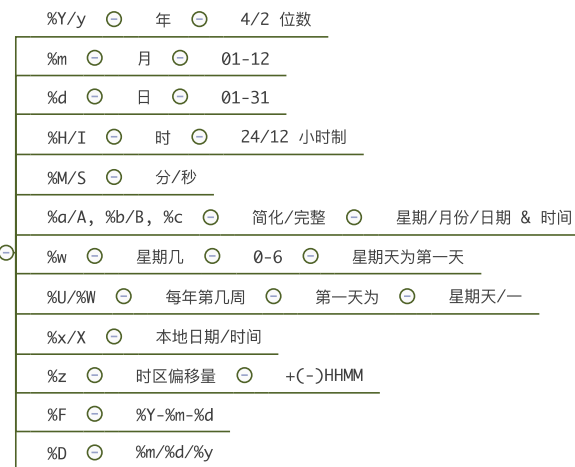 %Y/y 年 4/2 位数
%m 月 01-12
%d 日 01-31
%H/I 时 24/12 小时制
%M/S 分/秒
%a/A, %b/B, %c 简化/完整 星期/月份/日期 & 时间
%w 星期几 0-6 星期天为第一天
%U/%W 每年第几周 第一天为 星期天/一
%x/X 本地日期/时间
%z 时区偏移量 +(-)HHMM
%F %Y-%m-%d
%D %m/%d/%y